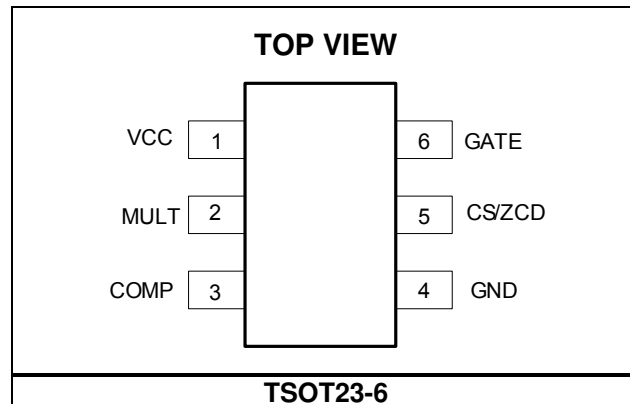 TOP VIEW
VCC 1 6 GATE
MULT 2 5 CS/ZCD
COMP 3 4 GND
TSOT23-6